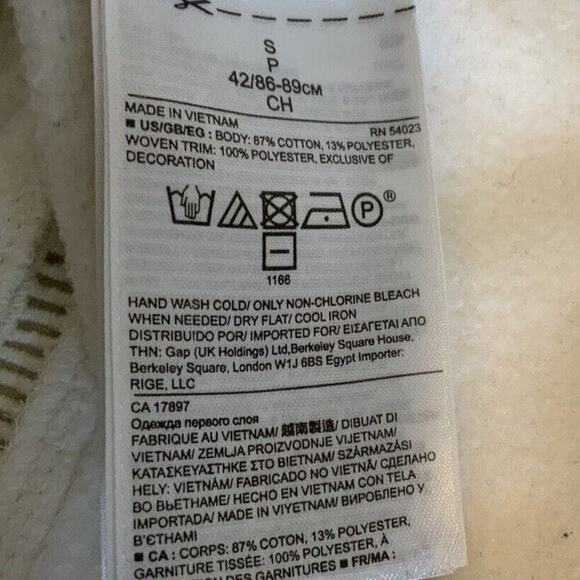 S
P
42/86-89CM
CH
MADE IN VIETNAM
RN 54023
■ US/GB/EG : BODY: 87% COTTON, 13% POLYESTER,
WOVEN TRIM: 100% POLYESTER, EXCLUSIVE OF
DECORATION
P®
1166
HAND WASH COLD/ ONLY NON-CHLORINE BLEACH
WHEN NEEDED/ DRY FLAT/ COOL IRON
DISTRIBUIDO POR/ IMPORTED FOR/ ΕΙΣΑΓΕΤΑΙ ΑΠΟ
ΤΗΝ: Gap (UK Holdings) Ltd,Berkeley Square House,
Berkeley Square, London W1J 6BS Egypt Importer:
RIGE, LLC
CA 17897
Одежда первого слоя
FABRIQUE AU VIETNAM/ 越南製造/ DIBUAT DI
VIETNAM/ ZEMLJA PROIZVODNJE VIJETNAM/
ΚΑΤΑΣΚΕΥΑΣΤΗΚΕ ΣΤΟ ΒΙΕΤΝΑΜ/ SZÁRMAZÁSI
HELY: VIETNÁM/ FABRICADO NO VIETNÃ/ СДЕЛАНО
ВО ВЬЕТНАМЕ/ HECHO EN VIETNAM CON TELA
IMPORTADA/ MADE IN VIYETNAM/ ВИРОБЛЕНО У
В'ЄТНАМІ
■ CA : CORPS: 87% COTON, 13% POLYESTER,
GARNITURE TISSÉE: 100% POLYESTER, À
DES GARNITURES ■ FR/MA :